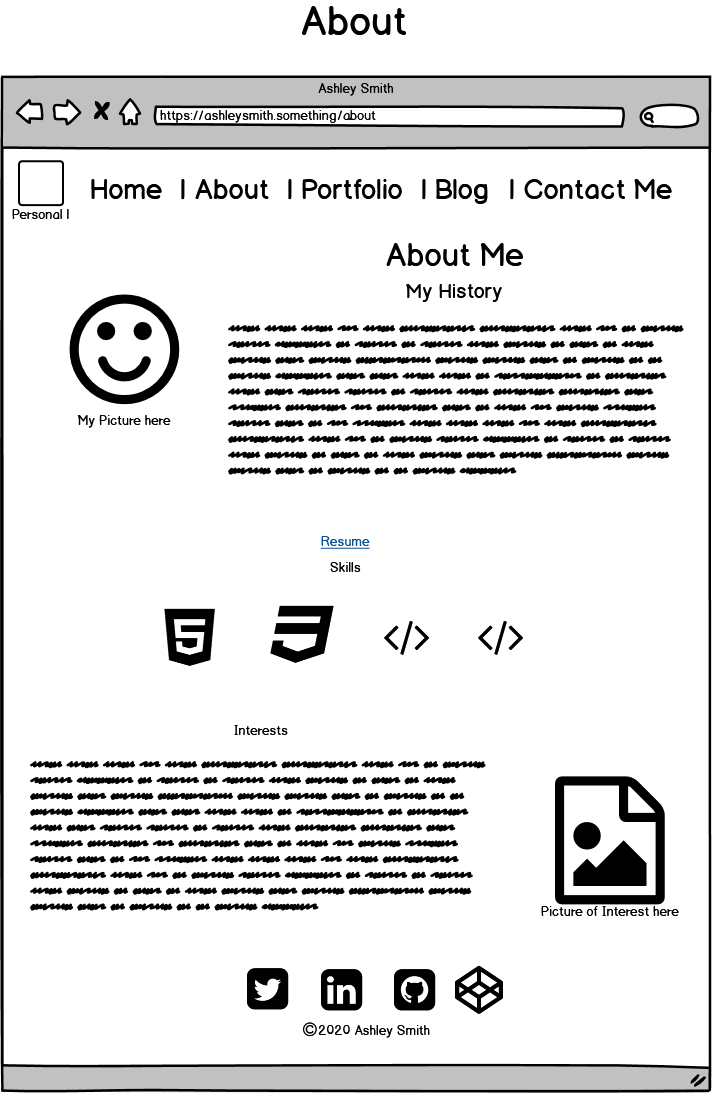 About
Ashley Smith
https://ashleysmith.something/about
Home | About | Portfolio | Blog | Contact Me
Personal l
About Me
My History
My Picture here
Resume
Skills
5
</>
</>
Interests
Picture of Interest here
in
©2020 Ashley Smith